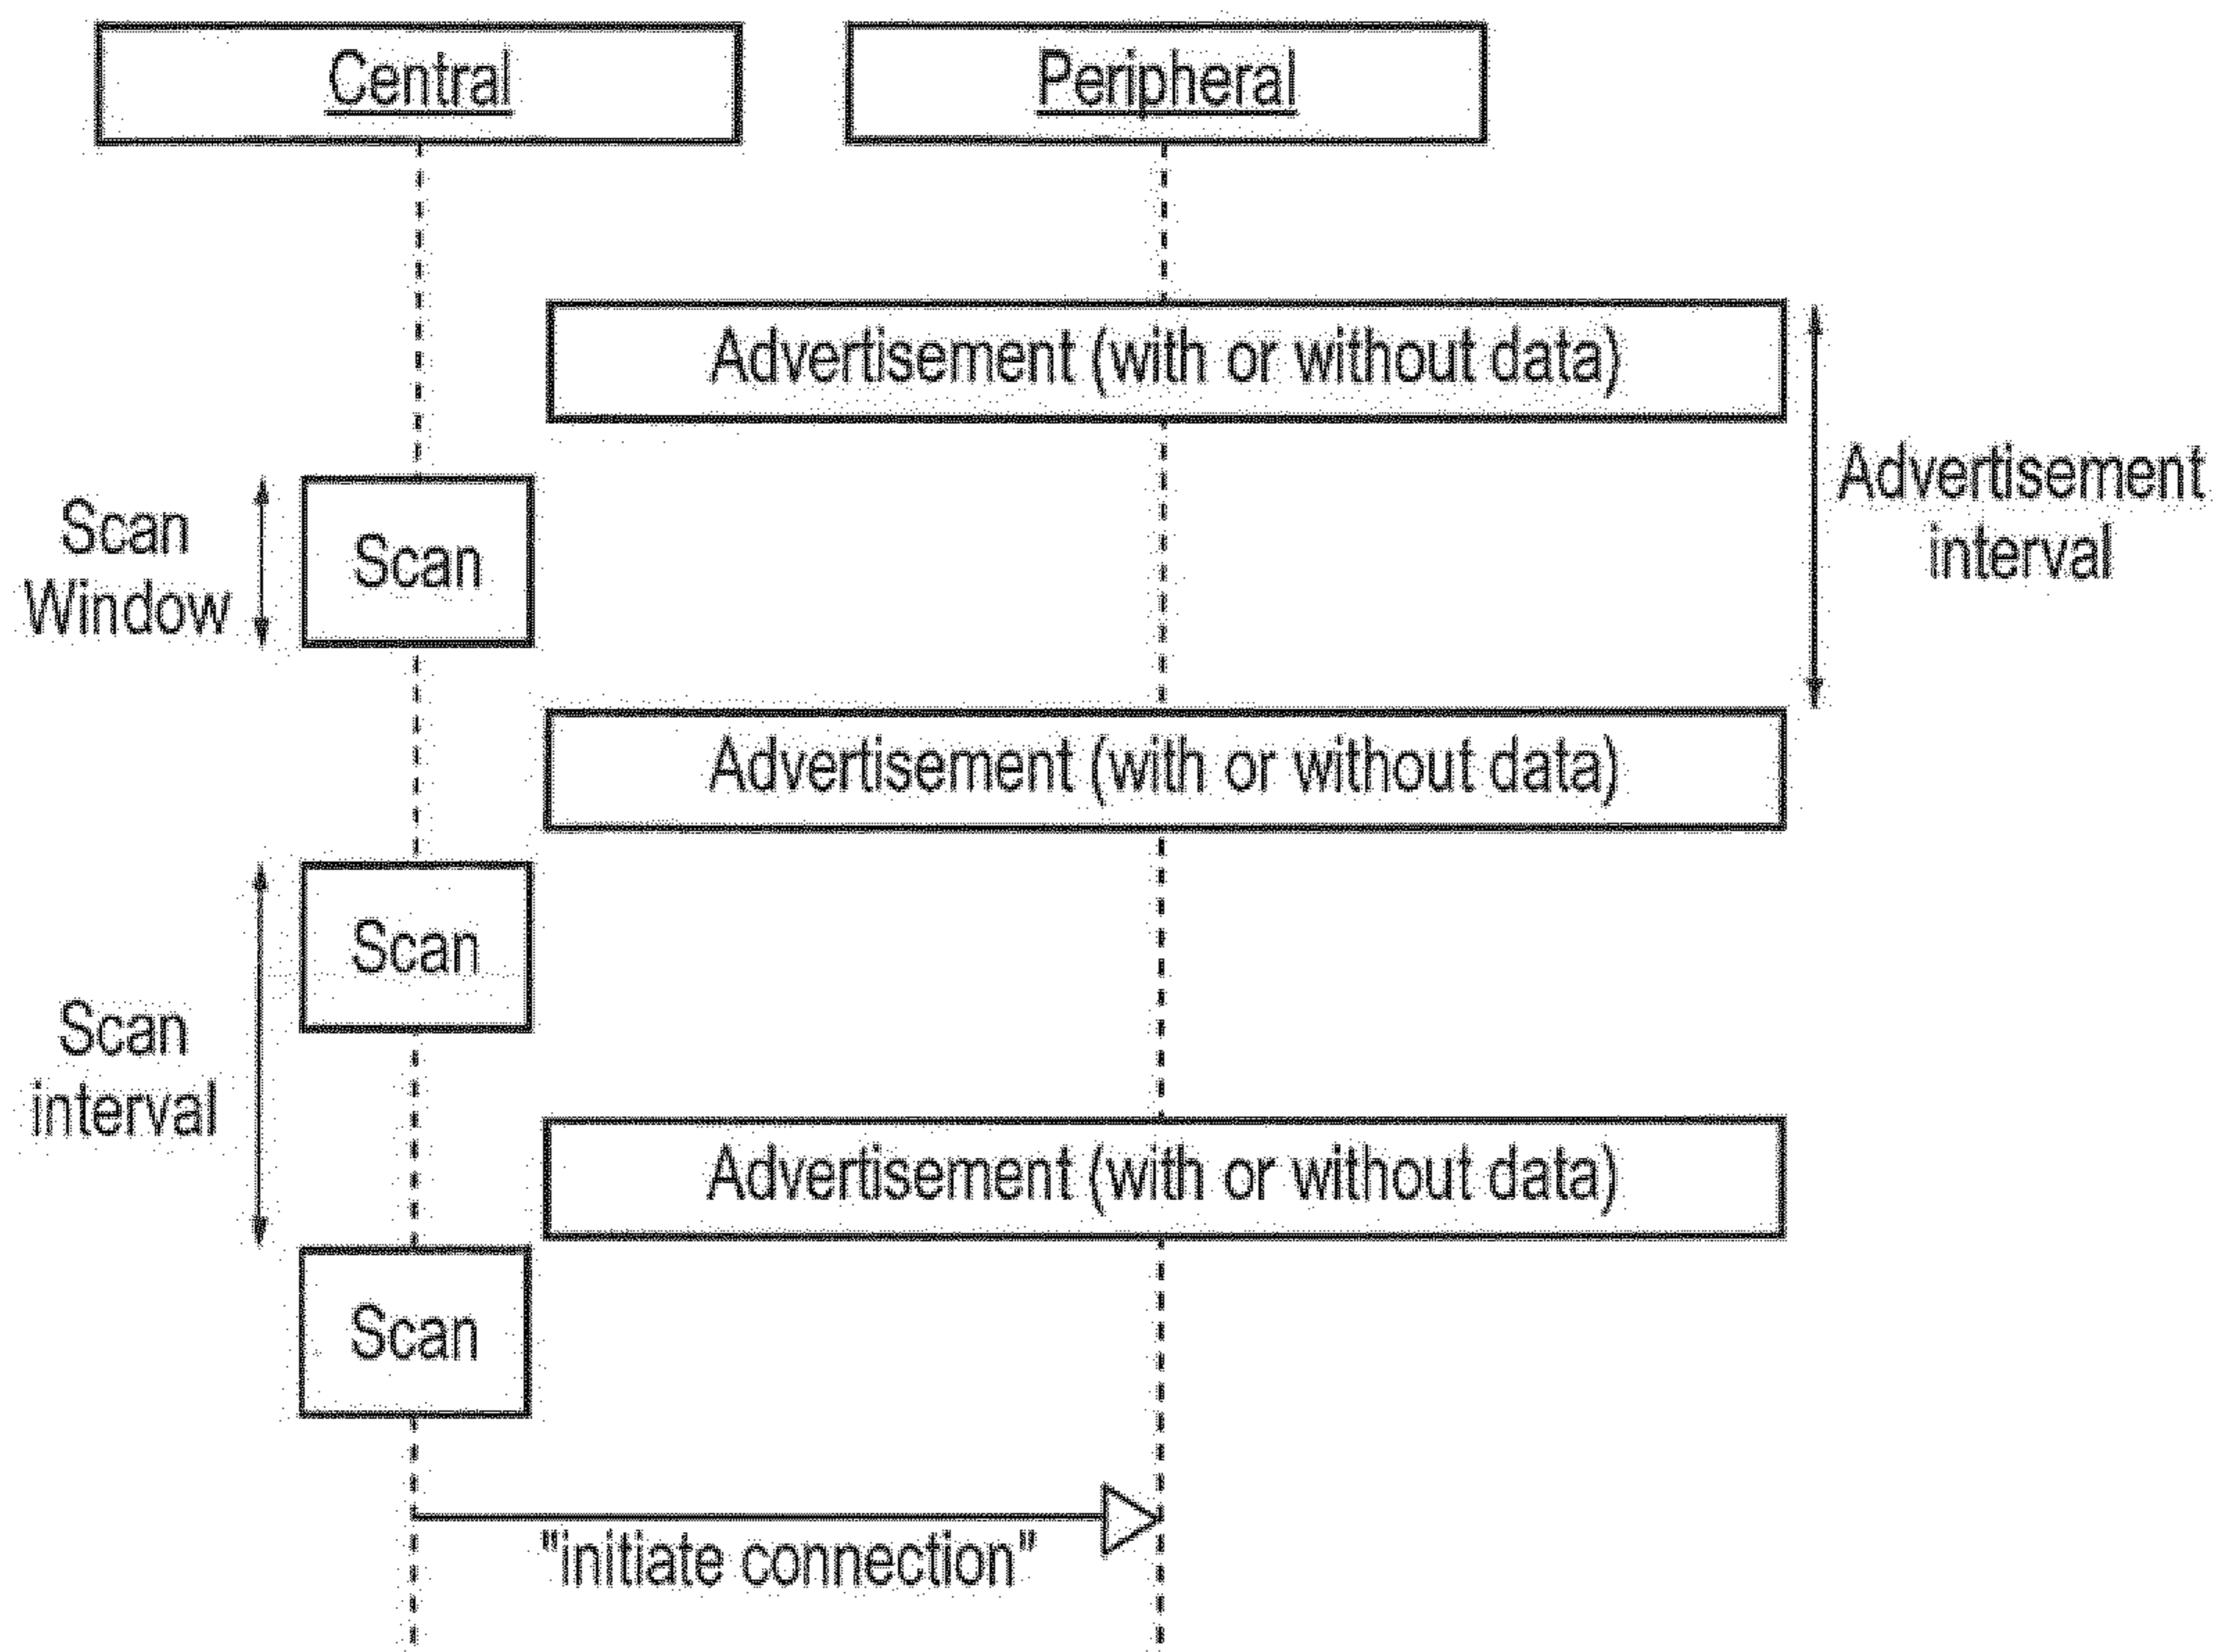 Central
Peripheral
Advertisement (with or without data)
Advertisement
interval
Scan
Window
Scan
Advertisement (with or without data)
Scan
Scan
interval
Advertisement (with or without data)
Scan
"initiate connection"